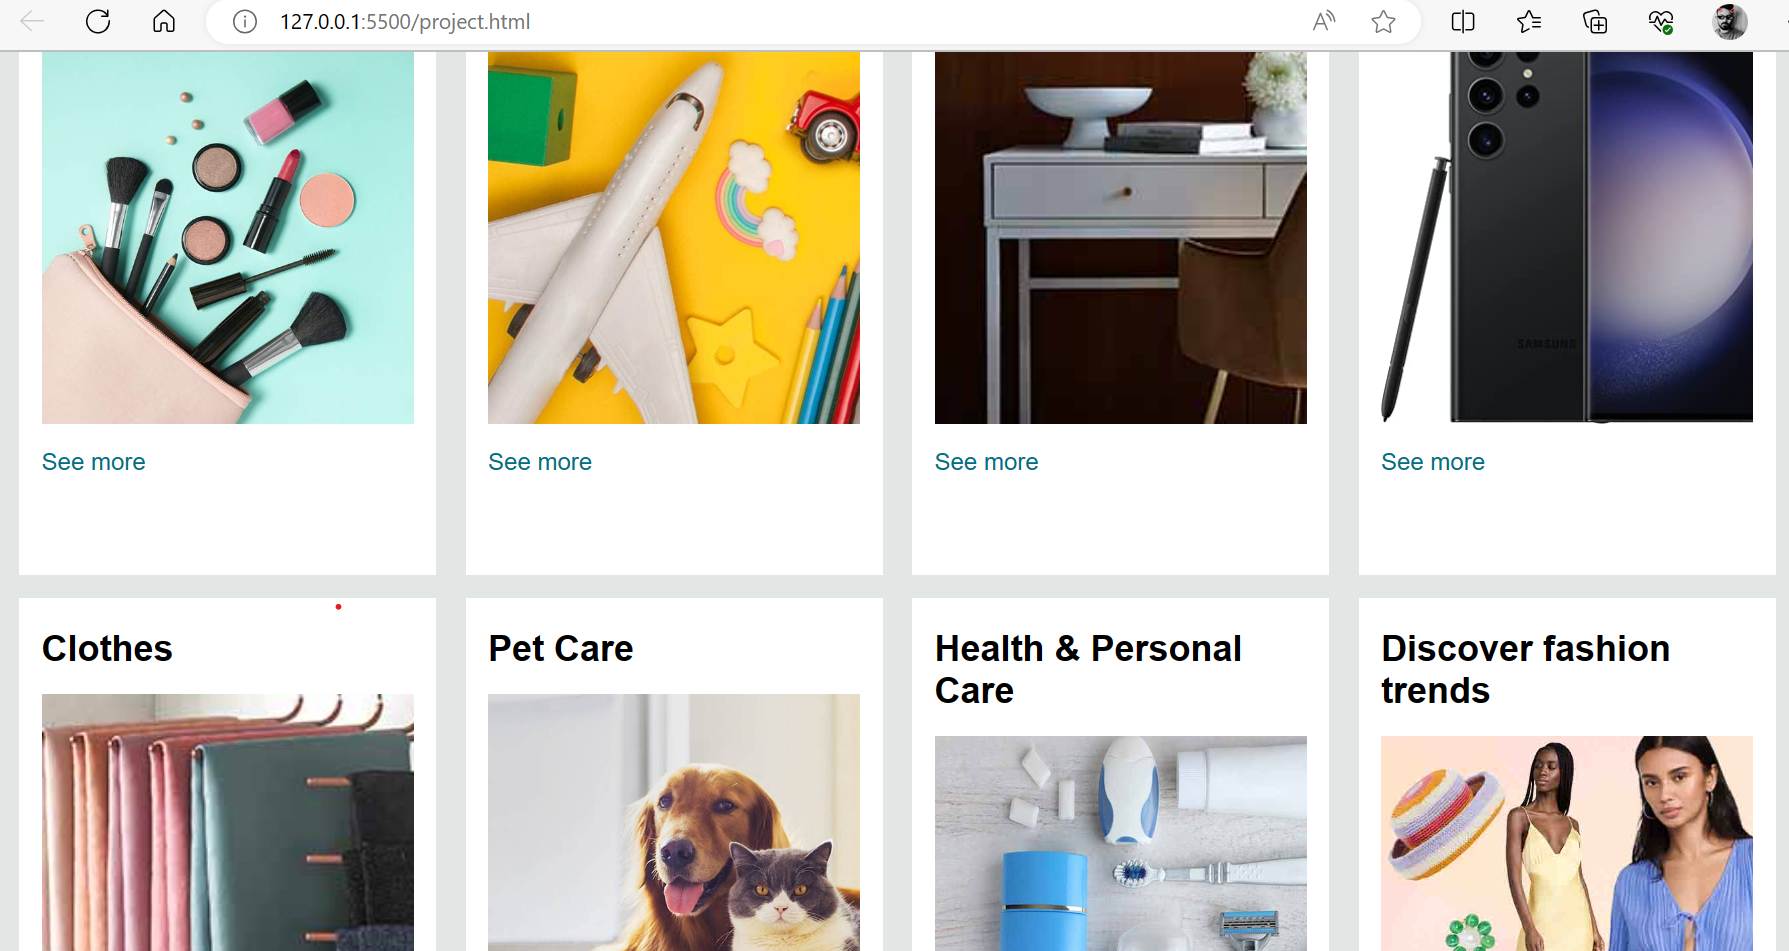 127.0.0.1:5500/project.html
SAMSUNG
See more
See more
See more
See more
Clothes
Pet Care
Health & Personal
Care
Discover fashion
trends